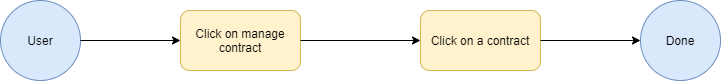 User
Click on manage
contract
Click on a contract
Done